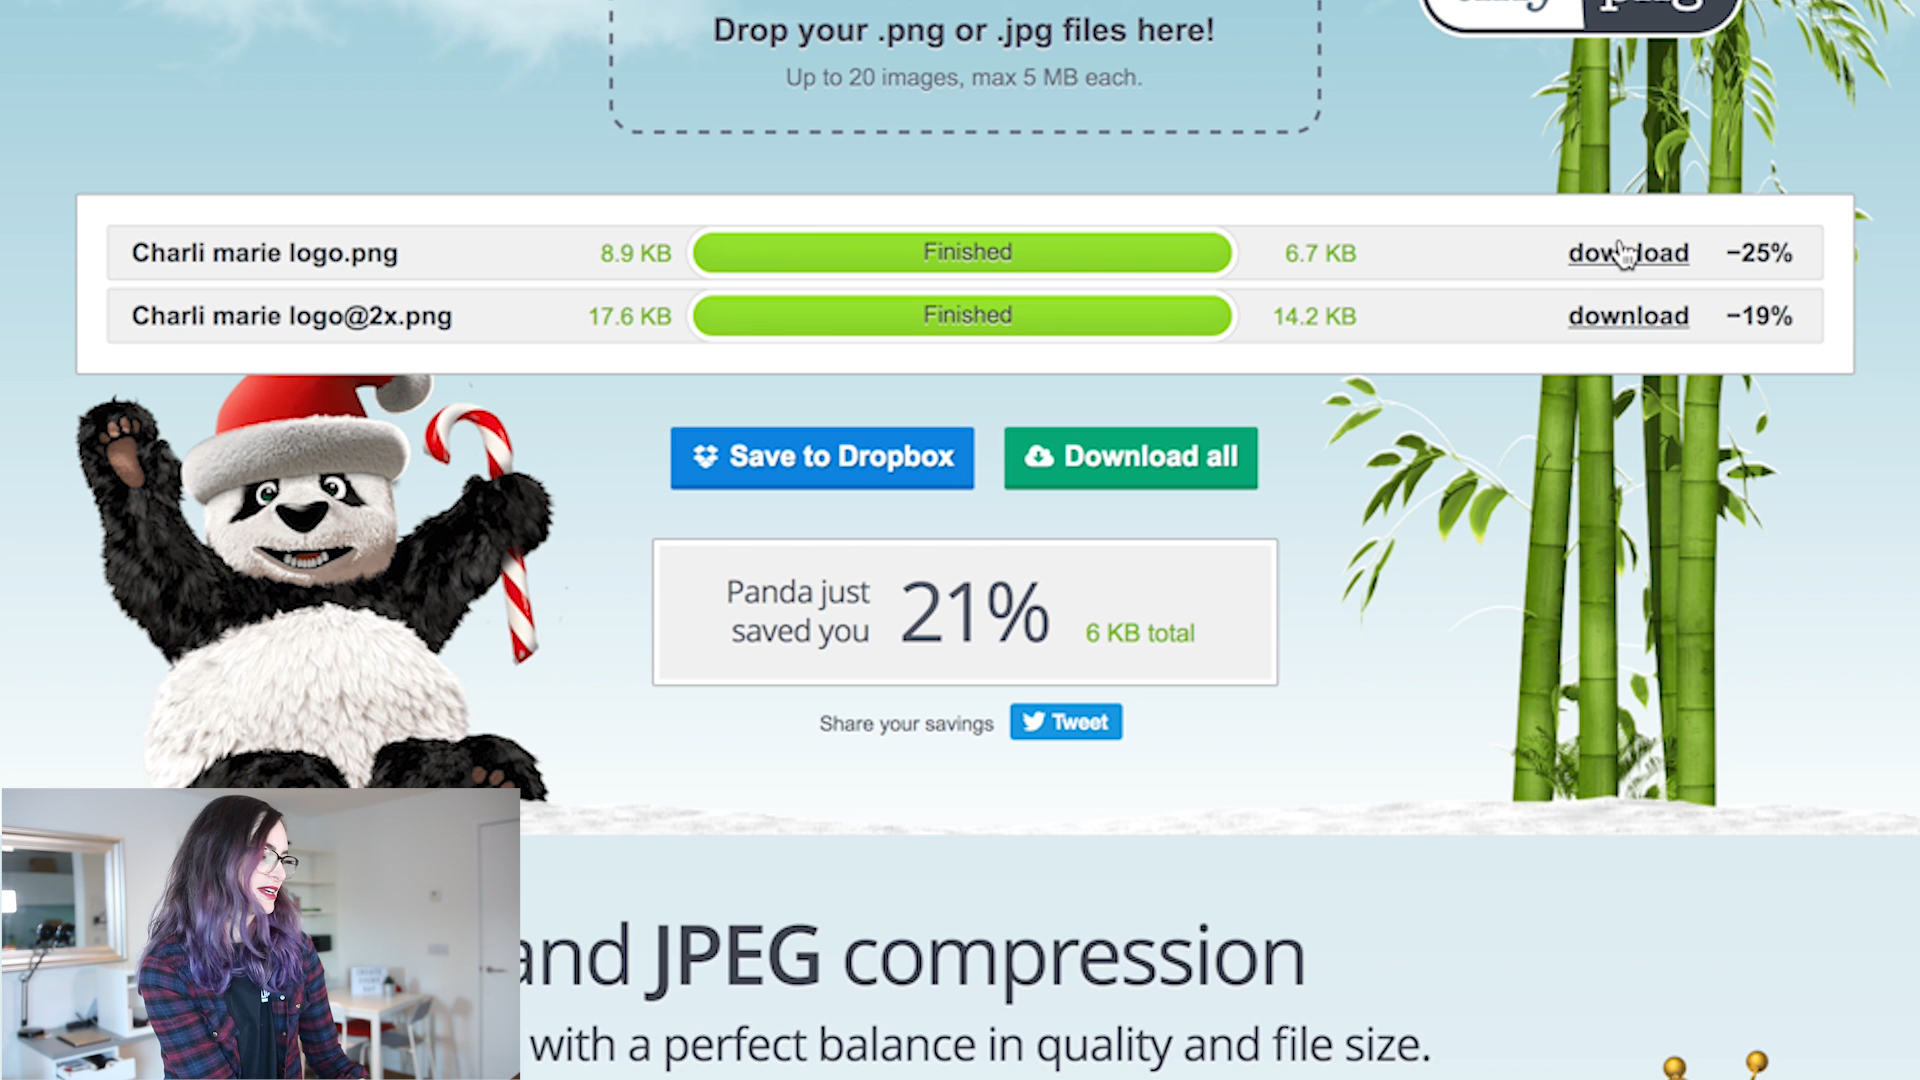 Drop your .png or .jpg files here!
Up to 20 images, max 5 MB each.
png
Charli marie logo.png 8.9 KB Finished 6.7 KB download −25%
Charli marie logo@2x.png 17.6 KB Finished 14.2 KB download −19%
Save to Dropbox Download all
Panda just
saved you 21% 6 KB total
Share your savings Tweet
and JPEG compression
with a perfect balance in quality and file size.